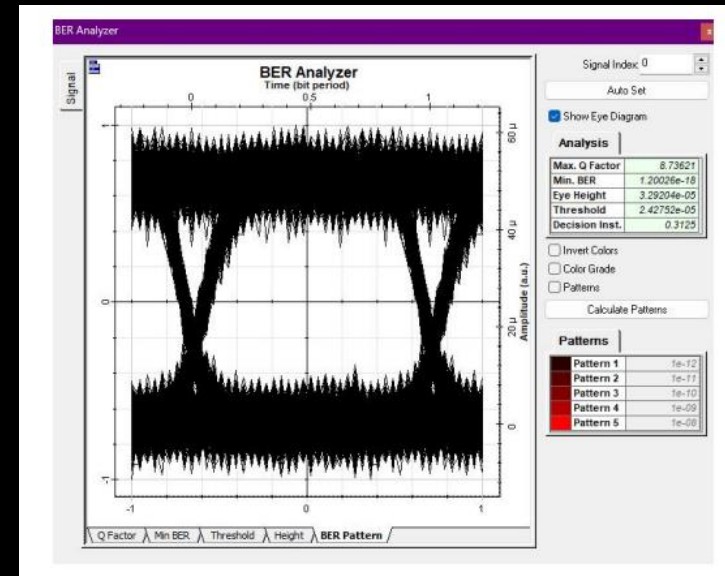 BER Analyzer
x
Signal
BER Analyzer
Time (bit period)
0 0.5 1
1
0
-1
-1 0 1
60 µ
40 µ
20 µ
0
Amplitude (a.u.)
Q Factor Min BER Threshold Height BER Pattern
Signal Index: 0
Auto Set
Show Eye Diagram
Analysis
Max. Q Factor 8.73621
Min. BER 1.20026e-18
Eye Height 3.29204e-05
Threshold 2.42752e-05
Decision Inst. 0.3125
Invert Colors
Color Grade
Patterns
Calculate Patterns
Patterns
Pattern 1 1e-12
Pattern 2 1e-11
Pattern 3 1e-10
Pattern 4 1e-09
Pattern 5 1e-08